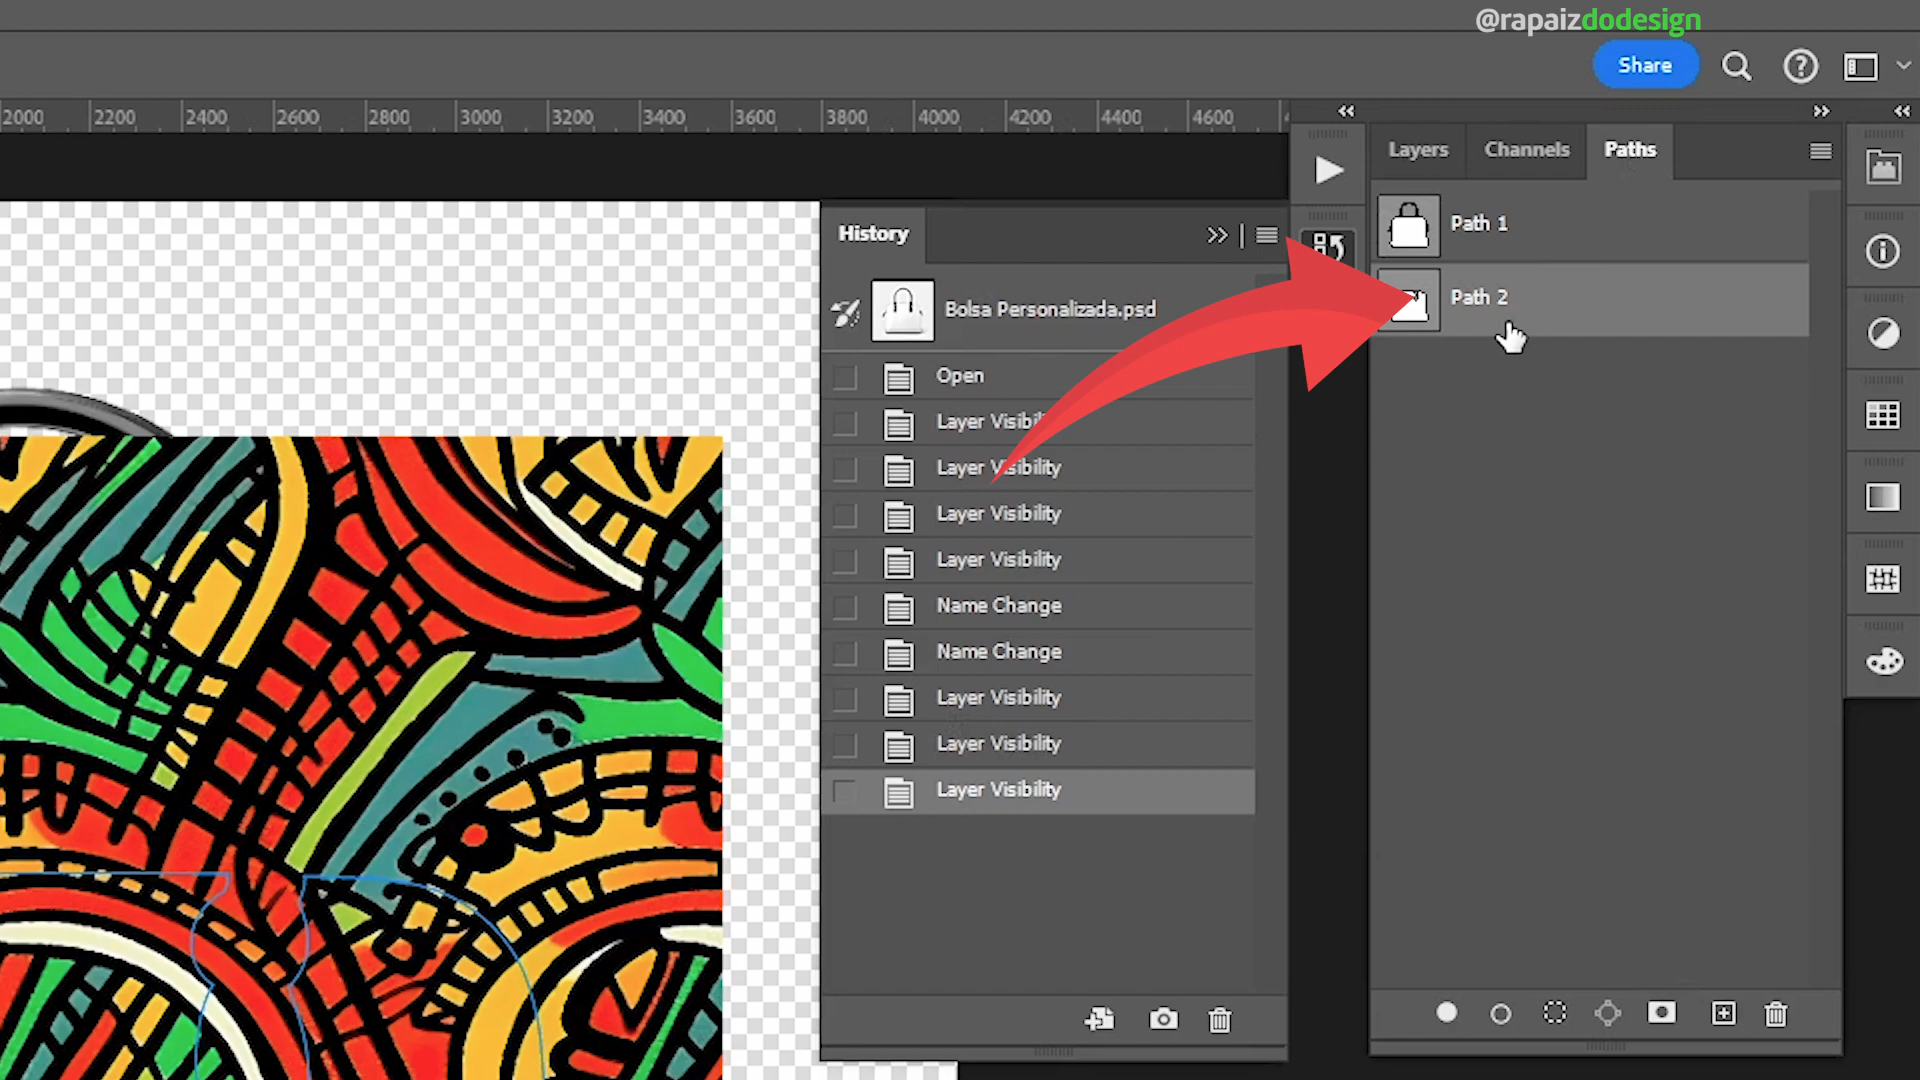 @rapaizdodesign
Share
2000 2200 2400 2600 2800 3000 3200 3400 3600 3800 4000 4200 4400 4600
Layers Channels Paths
Path 1
Path 2
History
Bolsa Personalizada.psd
Open
Layer Visibility
Layer Visibility
Layer Visibility
Layer Visibility
Name Change
Name Change
Layer Visibility
Layer Visibility
Layer Visibility